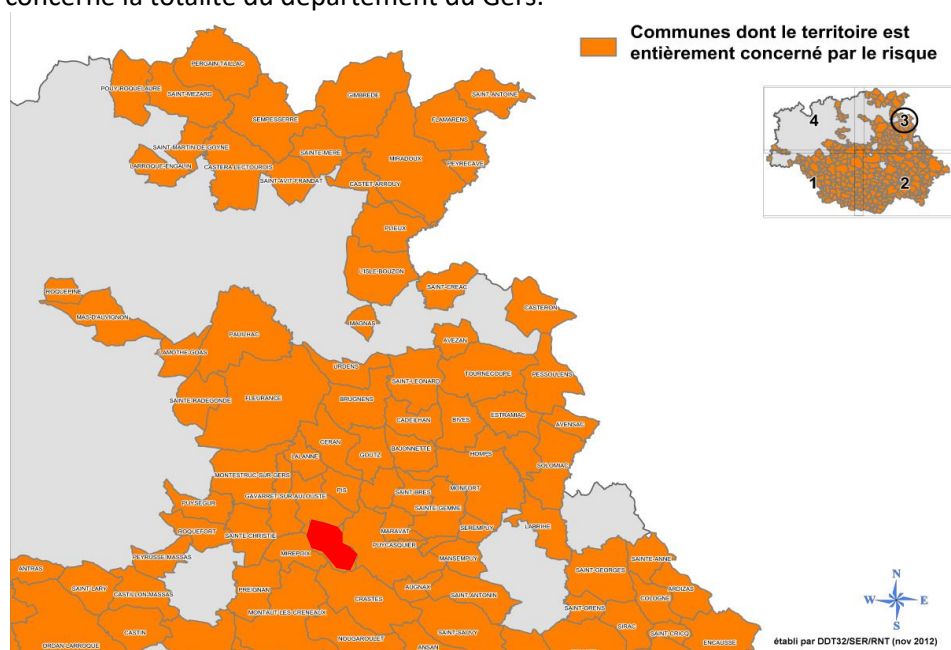 concerne la totalité du département du Gers.
Communes dont le territoire est
entièrement concerné par le risque
4
3
1
2
PERGAIN-TAILLAC
POUY-ROQUELAURE
SAINT-MEZARD
GIMBREDE
SAINT-ANTOINE
SEMPESSERRE
FLAMARENS
SAINT-MARTIN-DE-GOYNE
SAINTE-MERE
MIRADOUX
LARROQUE-ENGALIN
CASTERA-LECTOUROIS
PEYRECAVE
SAINT-AVIT-FRANDAT
CASTET-ARROUY
PLIEUX
L'ISLE-BOUZON
ROQUEPINE
SAINT-CREAC
CASTERON
MAS-D'AUVIGNON
MAGNAS
PAUILHAC
AVEZAN
LAMOTHE-GOAS
URDENS
TOURNECOUPE
PESSOULENS
SAINT-LEONARD
SAINTE-RADEGONDE
FLEURANCE
BRUGNENS
ESTRAMIAC
CADEILHAN
BIVES
AVENSAC
CERAN
LALANNE
GOUTZ
BAJONNETTE
HOMPS
SOLOMIAC
MONTESTRUC-SUR-GERS
PIS
SAINT-BRES
MONFORT
GAVARRET-SUR-AULOUSTE
PUYSEGUR
SAINTE-GEMME
ROQUEFORT
SAINTE-CHRISTIE
MARAVAT
SEREMPUY
LABRIHE
PUYCASQUIER
MIREPOIX
PEYRUSSE-MASSAS
MANSEMPUY
SAINTE-ANNE
ANTRAS
SAINT-GEORGES
SAINT-LARY
CASTILLON-MASSAS
PREIGNAN
AUGNAX
SAINT-ANTONIN
ARDIZAS
COLOGNE
CRASTES
SAINT-ORENS
MONTAUT-LES-CRENEAUX
SIRAC
CASTIN
NOUGAROULET
SAINT-SAUVY
SAINT-CRICQ
ORDAN-LARROQUE
ANSAN
ENCAUSSE
N
W
E
S
établi par DDT32/SER/RNT (nov 2012)